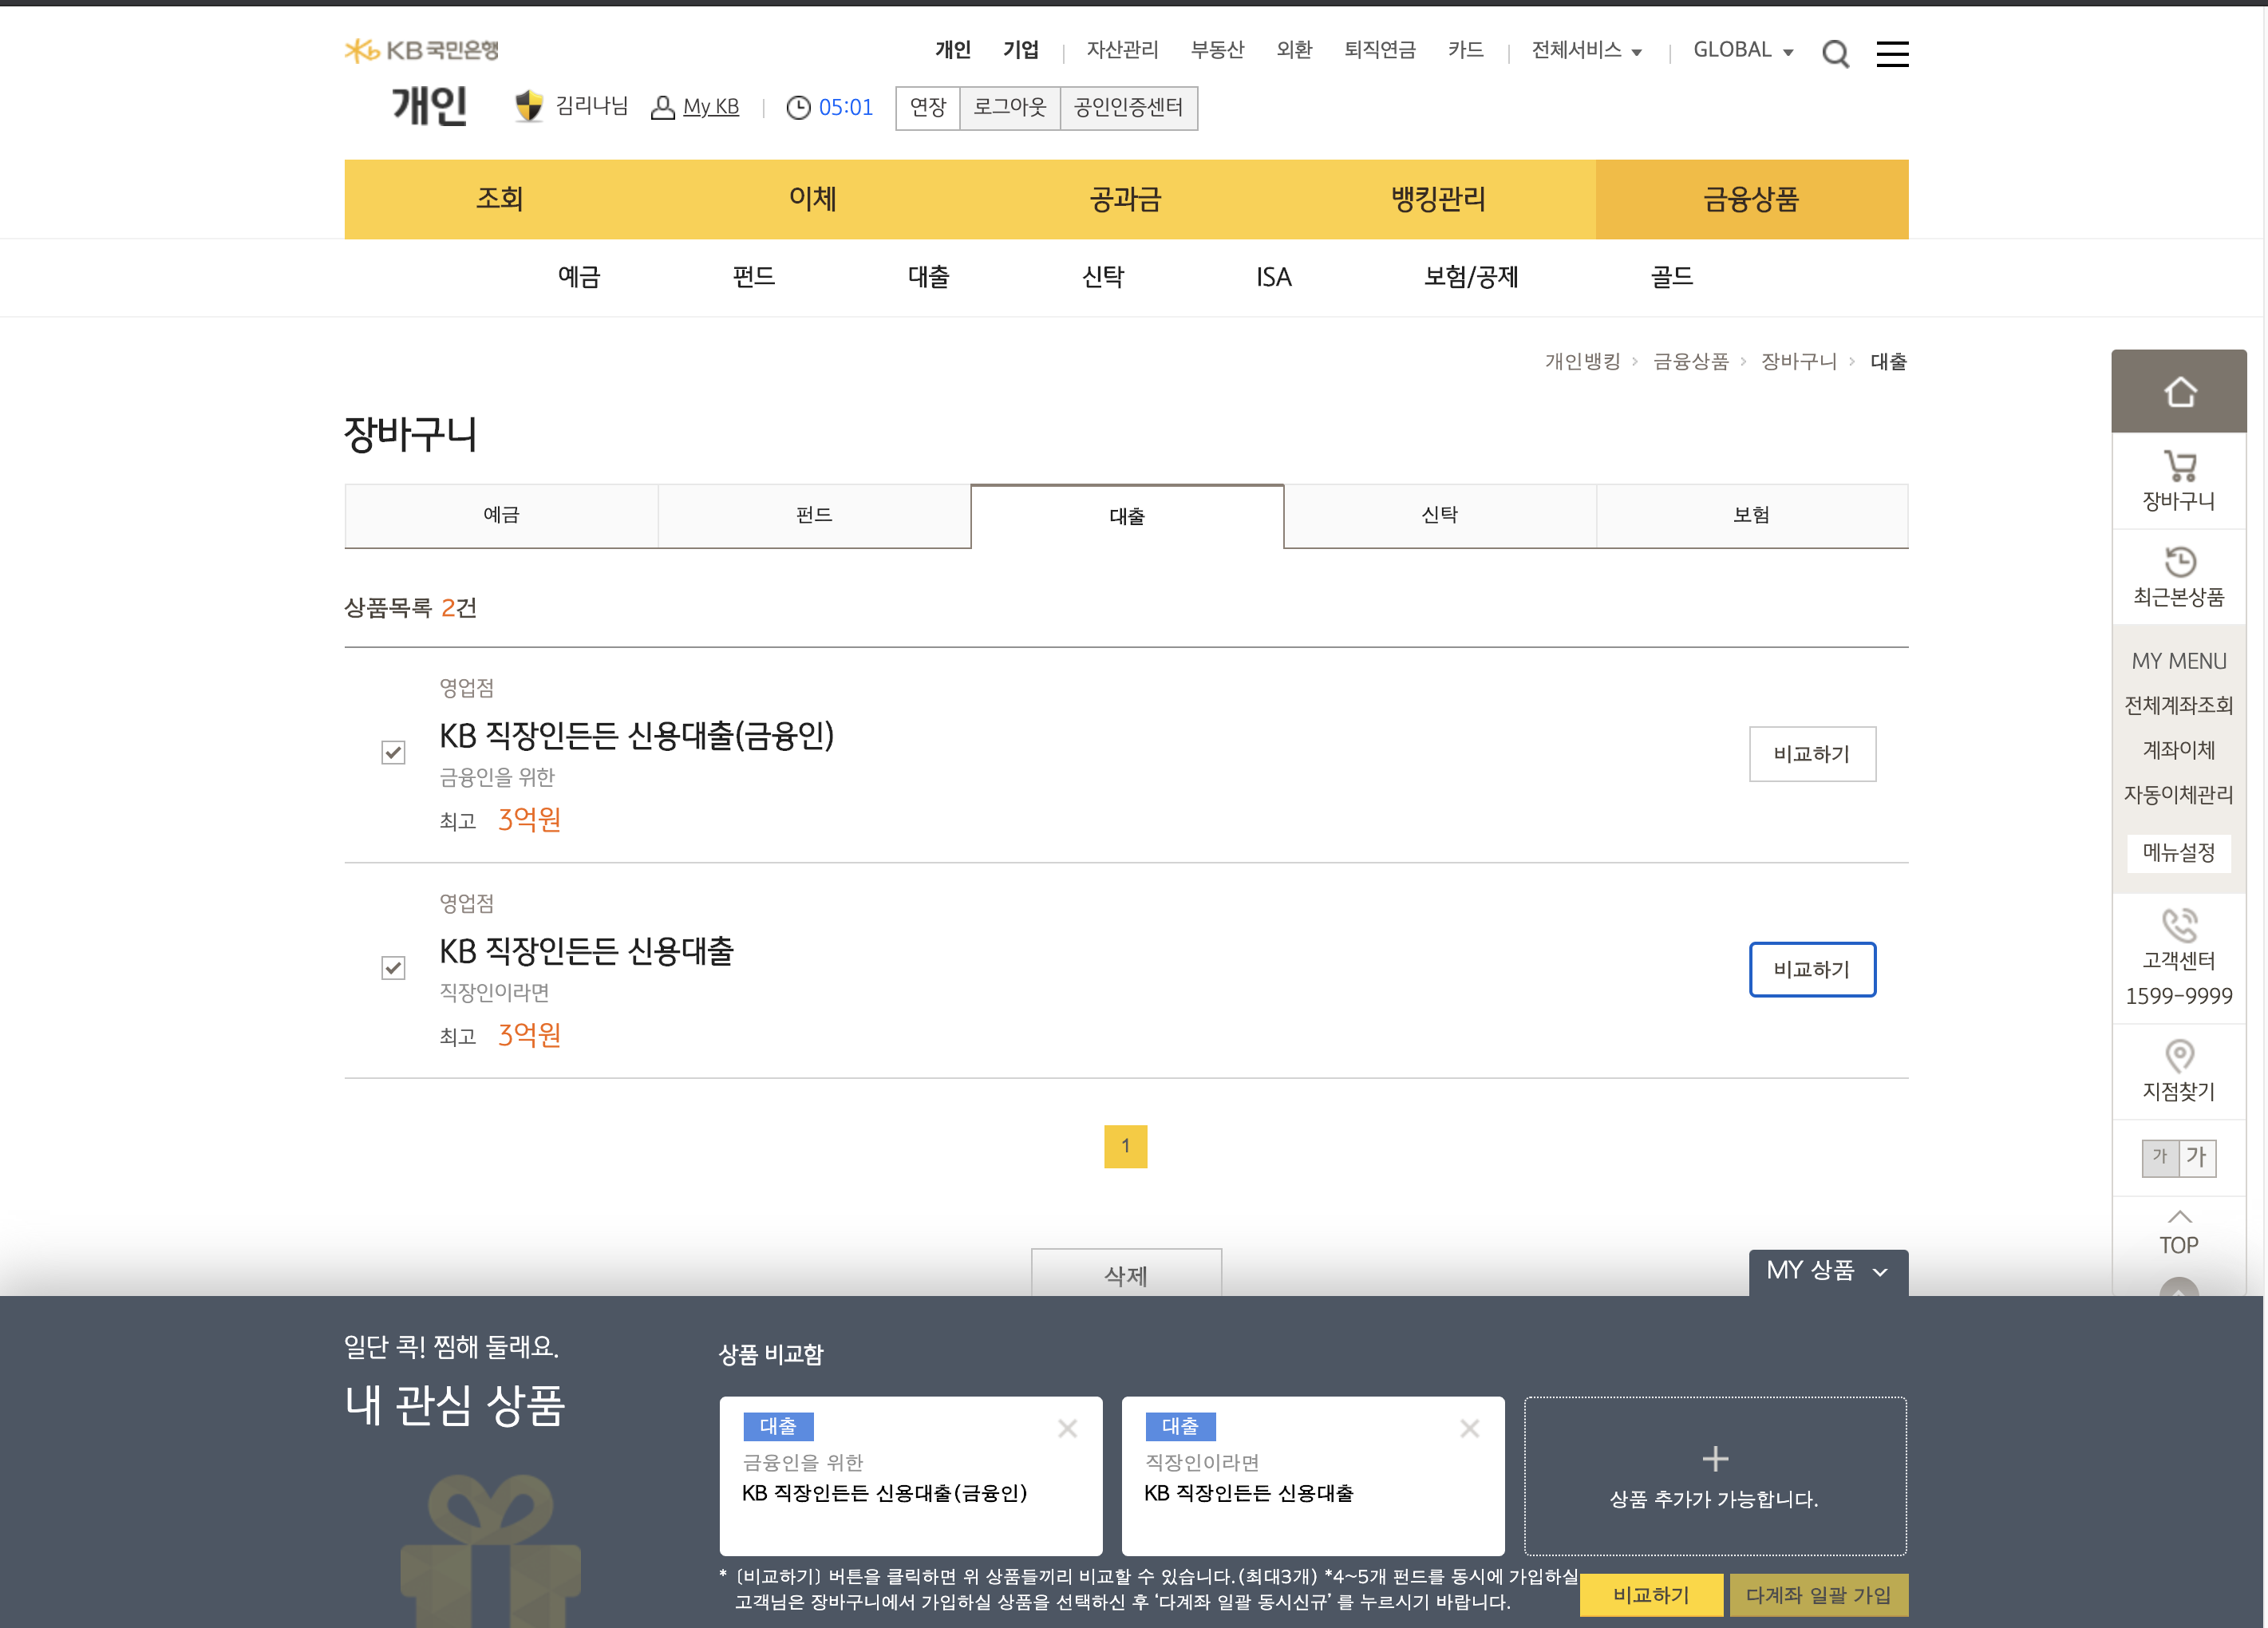 KB 국민은행
개인 기업 자산관리 부동산 외환 퇴직연금 카드 전체서비스 GLOBAL
개인 김리나님 My KB 05:01 연장 로그아웃 공인인증센터
조회 이체 공과금 뱅킹관리 금융상품
예금 펀드 대출 신탁 ISA 보험/공제 골드
개인뱅킹 > 금융상품 > 장바구니 > 대출
장바구니
예금 펀드 대출 신탁 보험
상품목록 2건
영업점
KB 직장인든든 신용대출(금융인)
금융인을 위한
최고 3억원
비교하기
영업점
KB 직장인든든 신용대출
직장인이라면
최고 3억원
비교하기
1
삭제
MY 상품
장바구니
최근본상품
MY MENU
전체계좌조회
계좌이체
자동이체관리
메뉴설정
고객센터
1599-9999
지점찾기
가 가
TOP
일단 콕! 찜해 둘래요.
내 관심 상품
상품 비교함
대출
금융인을 위한
KB 직장인든든 신용대출(금융인)
대출
직장인이라면
KB 직장인든든 신용대출
상품 추가가 가능합니다.
* [비교하기] 버튼을 클릭하면 위 상품들끼리 비교할 수 있습니다.(최대3개) *4~5개 펀드를 동시에 가입하실
고객님은 장바구니에서 가입하실 상품을 선택하신 후 '다계좌 일괄 동시신규' 를 누르시기 바랍니다.
비교하기 다계좌 일괄 가입